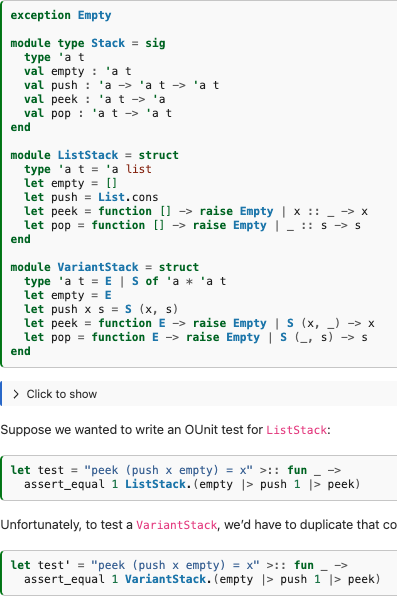 exception Empty
module type Stack = sig
type 'a t
val empty : 'a t
val push : 'a -> 'a t -> 'a t
val peek : 'a t -> 'a
val pop : 'a t -> 'a t
end
module ListStack = struct
type 'a t = 'a list
let empty = []
let push = List.cons
let peek = function [] -> raise Empty | x :: _ -> x
let pop = function [] -> raise Empty | _ :: s -> s
end
module VariantStack = struct
type 'a t = E | S of 'a * 'a t
let empty = E
let push x s = S (x, s)
let peek = function E -> raise Empty | S (x, _) -> x
let pop = function E -> raise Empty | S (_, s) -> s
end
Click to show
Suppose we wanted to write an OUnit test for ListStack:
let test = "peek (push x empty) = x" >:: fun _ ->
assert_equal 1 ListStack.(empty |> push 1 |> peek)
Unfortunately, to test a VariantStack, we’d have to duplicate that co
let test' = "peek (push x empty) = x" >:: fun _ ->
assert_equal 1 VariantStack.(empty |> push 1 |> peek)